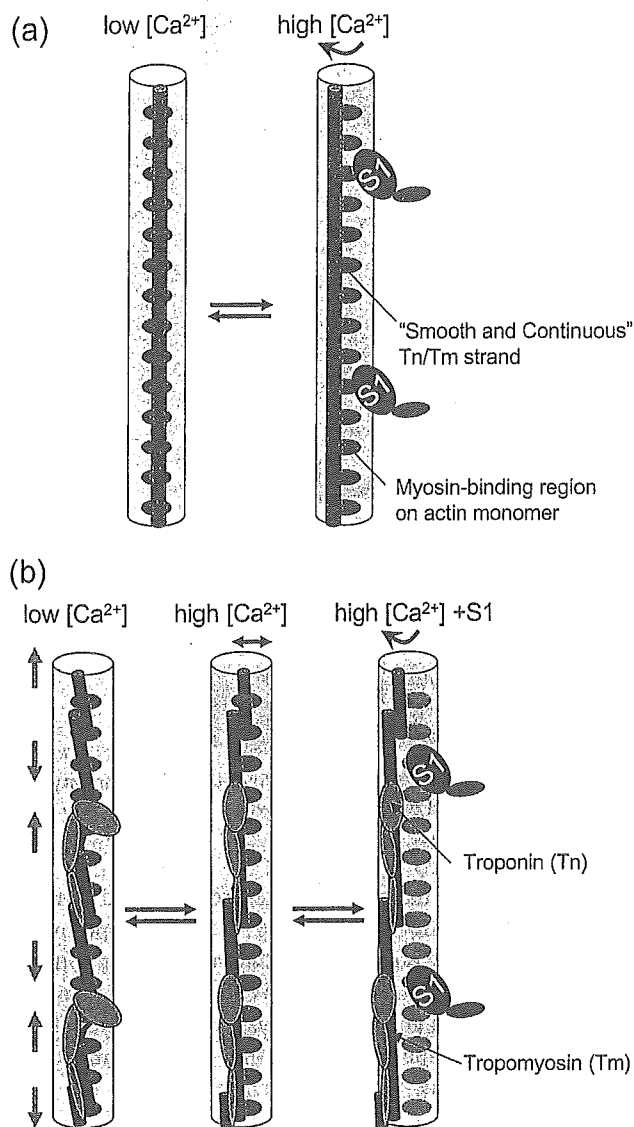 (a)
low [Ca²⁺]
high [Ca²⁺]
S1
"Smooth and Continuous"
Tn/Tm strand
S1
Myosin-binding region
on actin monomer
(b)
low [Ca²⁺]
high [Ca²⁺]
high [Ca²⁺] +S1
S1
Troponin (Tn)
S1
Tropomyosin (Tm)